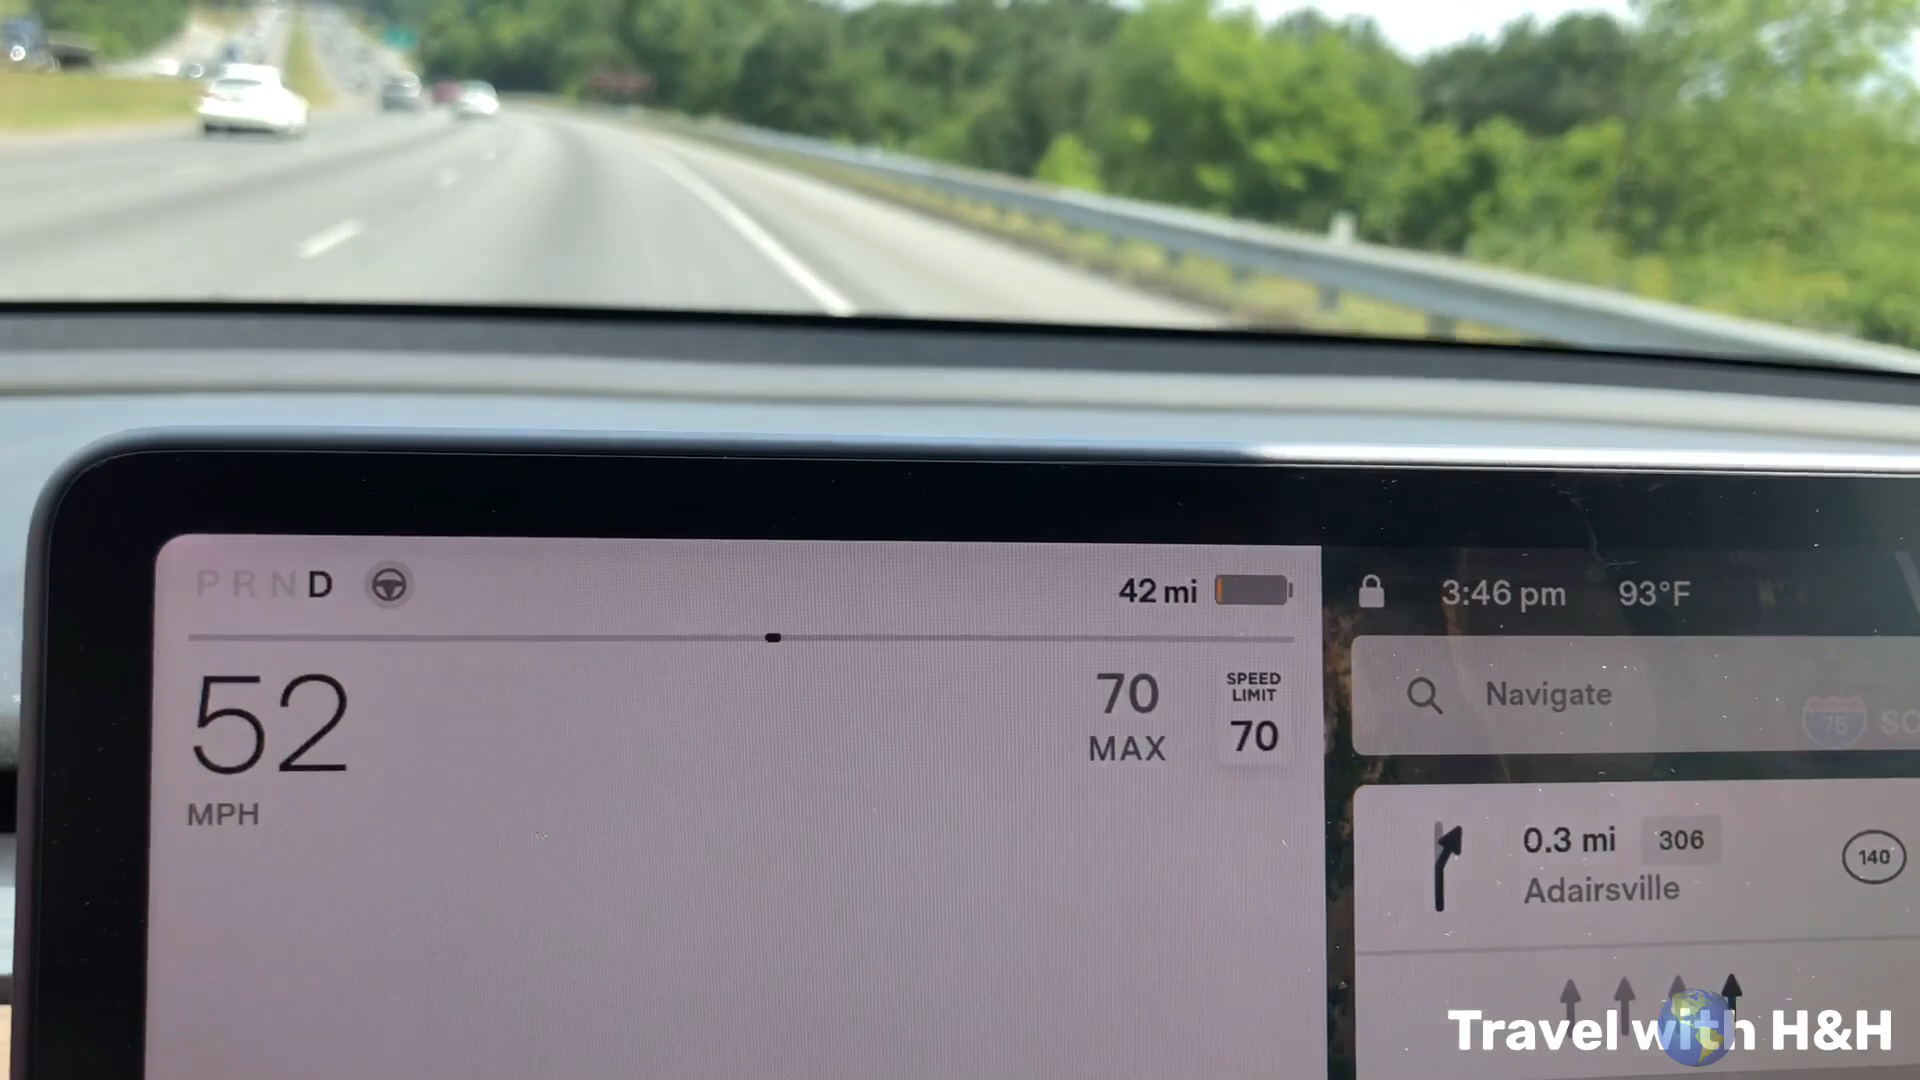 PRND
42 mi
3:46 pm
93°F
52
MPH
70
MAX
SPEED
LIMIT
70
Navigate
75
0.3 mi
306
Adairsville
140
Travel with H&H